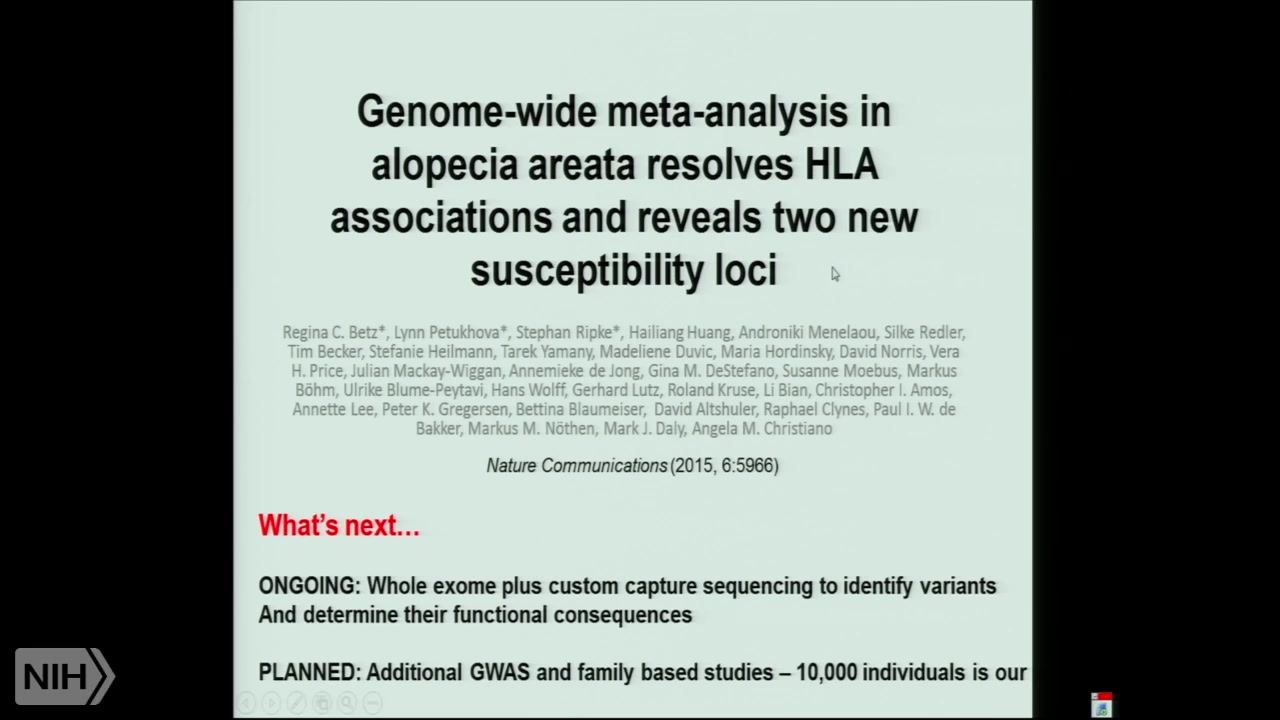 Genome-wide meta-analysis in
alopecia areata resolves HLA
associations and reveals two new
susceptibility loci
Regina C. Betz*, Lynn Petukhova*, Stephan Ripke*, Hailiang Huang, Androniki Menelaou, Silke Redler,
Tim Becker, Stefanie Heilmann, Tarek Yamany, Madeliene Duvic, Maria Hordinsky, David Norris, Vera
H. Price, Julian Mackay-Wiggan, Annemieke de Jong, Gina M. DeStefano, Susanne Moebus, Markus
Böhm, Ulrike Blume-Peytavi, Hans Wolff, Gerhard Lutz, Roland Kruse, Li Bian, Christopher I. Amos,
Annette Lee, Peter K. Gregersen, Bettina Blaumeiser, David Altshuler, Raphael Clynes, Paul I. W. de
Bakker, Markus M. Nöthen, Mark J. Daly, Angela M. Christiano
Nature Communications (2015, 6:5966)
What's next…
ONGOING: Whole exome plus custom capture sequencing to identify variants
And determine their functional consequences
PLANNED: Additional GWAS and family based studies – 10,000 individuals is our
NIH